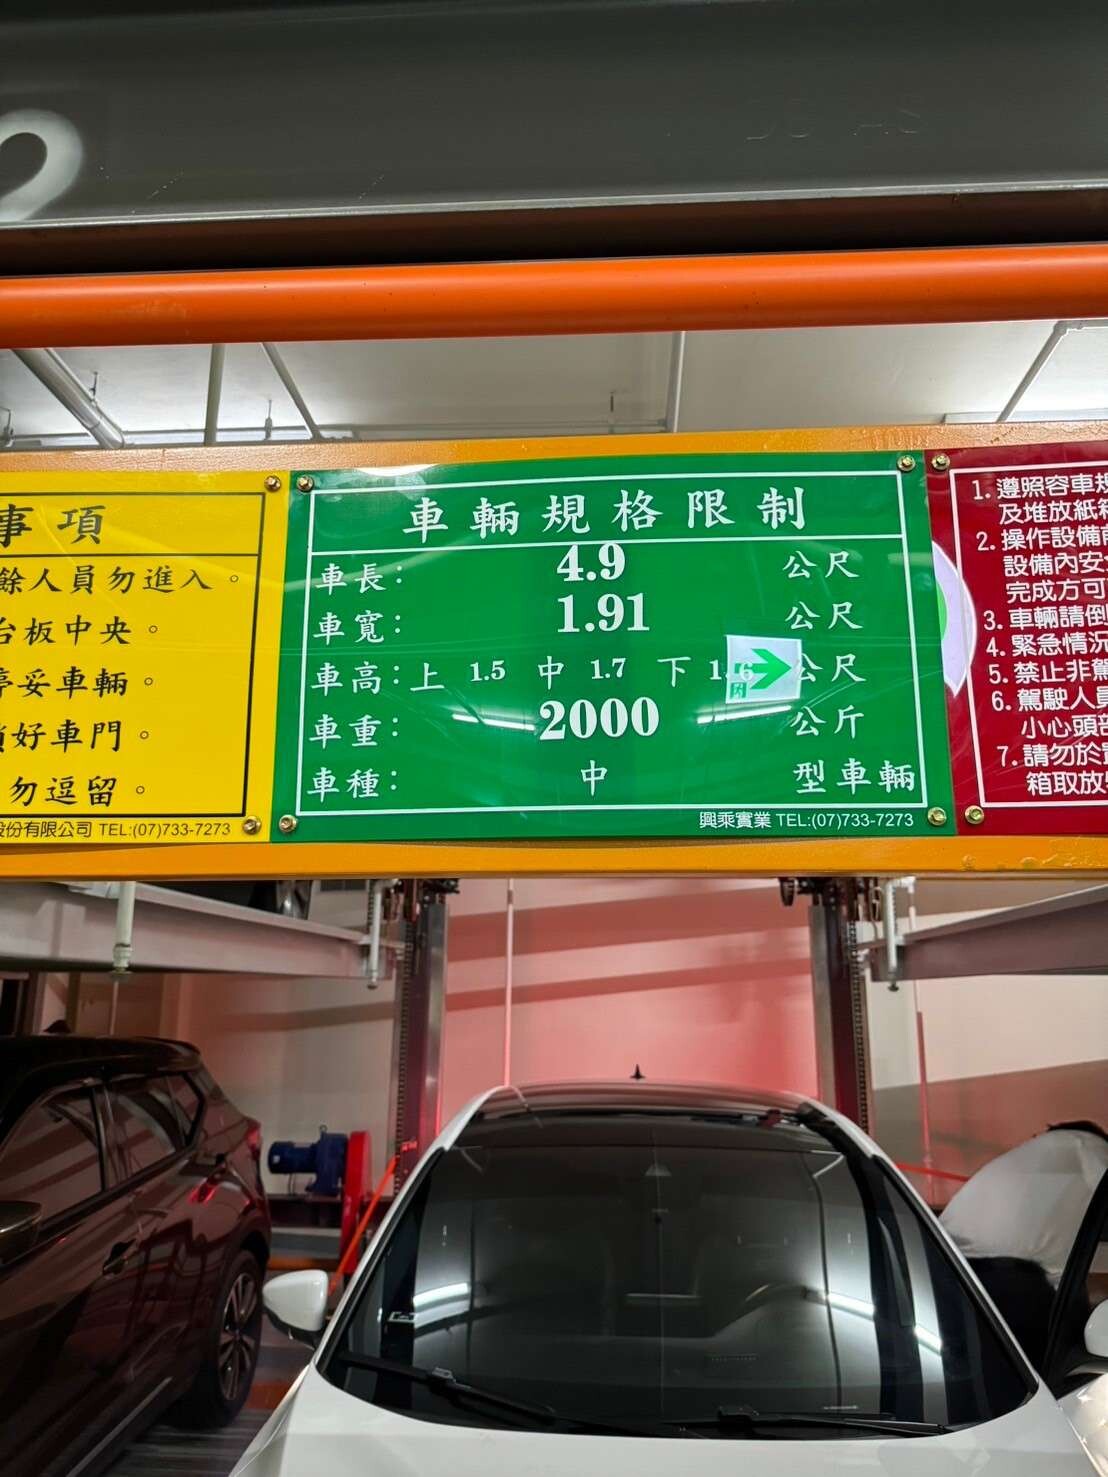 事項
餘人員勿進入。
台板中央。
停妥車輛。
好車門。
勿逗留。
股份有限公司 TEL:(07)733-7273
車輛規格限制
車長: 4.9 公尺
車寬: 1.91 公尺
車高:上 1.5 中 1.7 下 1.6 公尺
車重: 2000 公斤
車種: 中 型車輛
興乘實業 TEL:(07)733-7273
1. 遵照容車規
及堆放紙箱
2. 操作設備前
設備內安全
完成方可
3. 車輛請倒
4. 緊急情況
5. 禁止非駕
6. 駕駛人員
小心頭部
7. 請勿於
箱取放